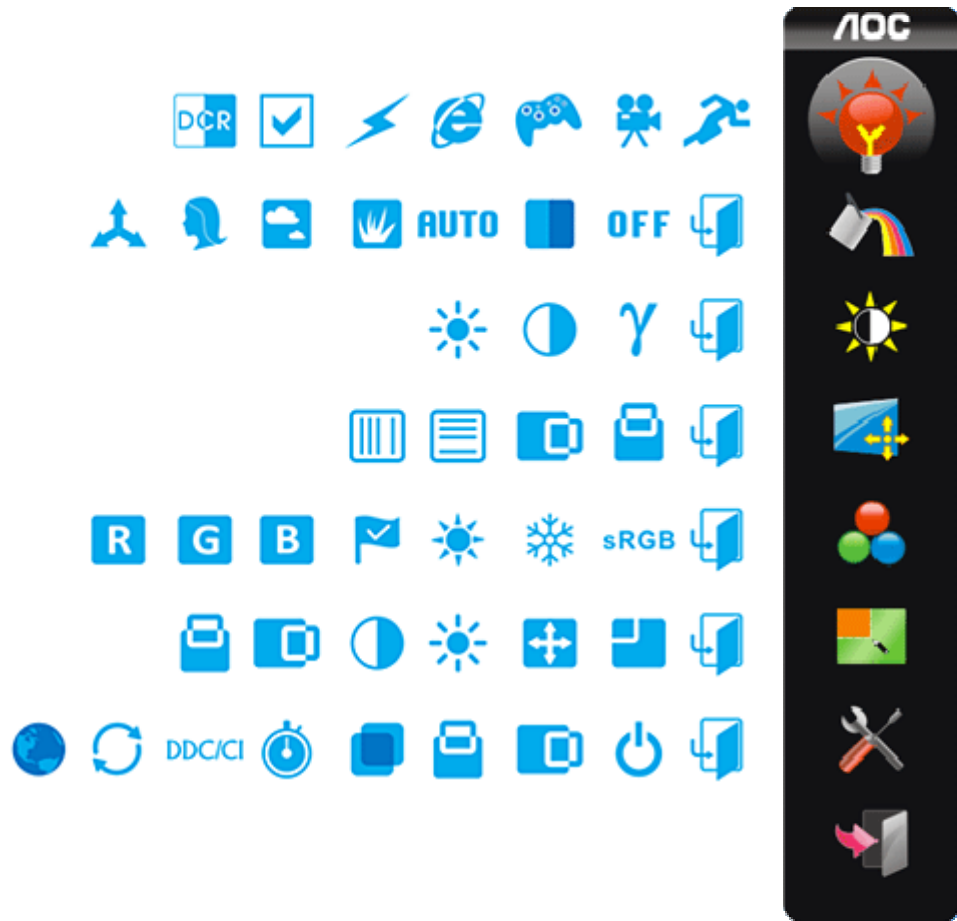 AOC
DCR
AUTO OFF
γ
R G B sRGB
DDC/CI